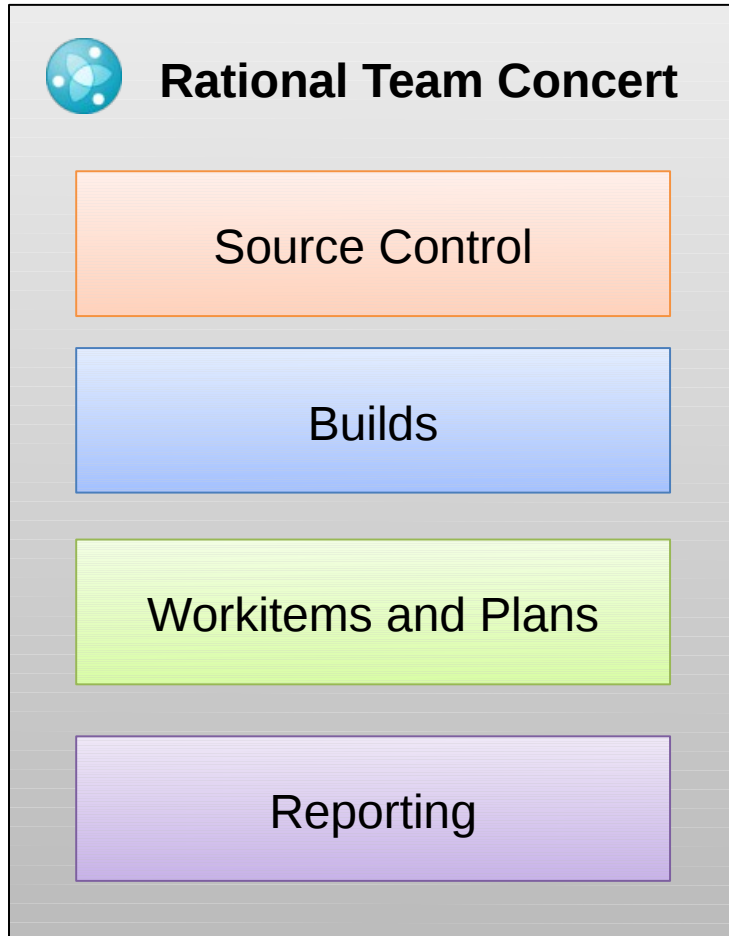 Rational Team Concert
Source Control
Builds
Workitems and Plans
Reporting